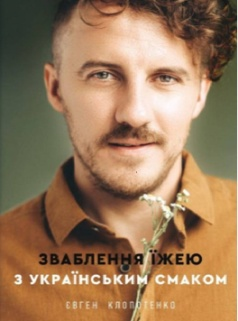 ЗВАБЛЕННЯ ЇЖЕЮ
З УКРАЇНСЬКИМ СМАКОМ
ЄВГЕН КЛОПОТЕНКО